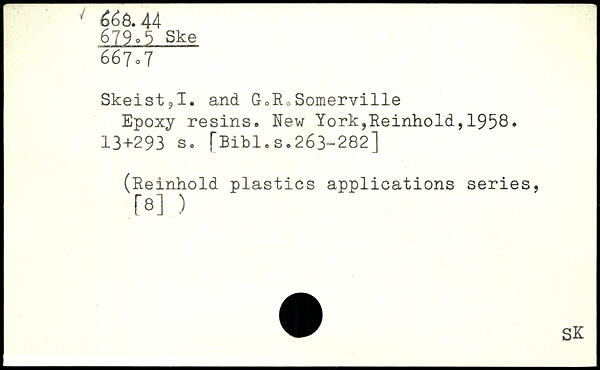 668.44
679.5 Ske
667.7
Skeist,I. and G.R.Somerville
Epoxy resins. New York,Reinhold,1958.
13+293 s. [Bibl.s.263-282]
(Reinhold plastics applications series,
[8] )
SK